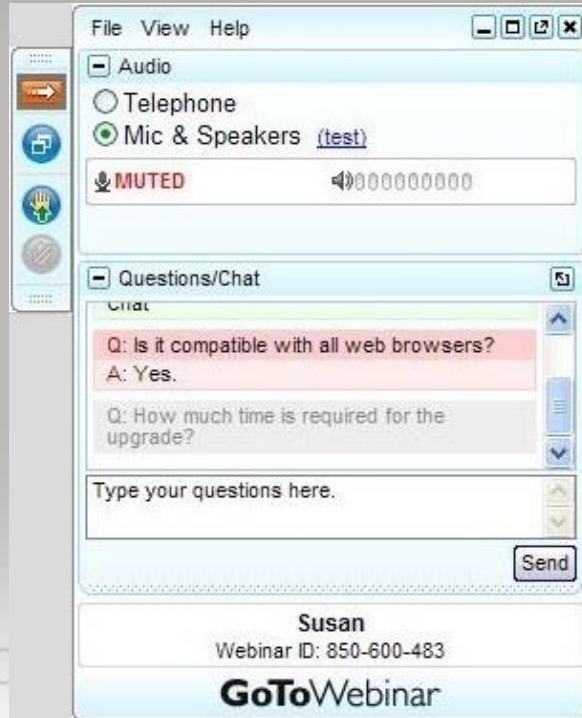 File View Help
Audio
Telephone
Mic & Speakers (test)
MUTED
Questions/Chat
Chat
Q: Is it compatible with all web browsers?
A: Yes.
Q: How much time is required for the
upgrade?
Type your questions here.
Send
Susan
Webinar ID: 850-600-483
GoToWebinar